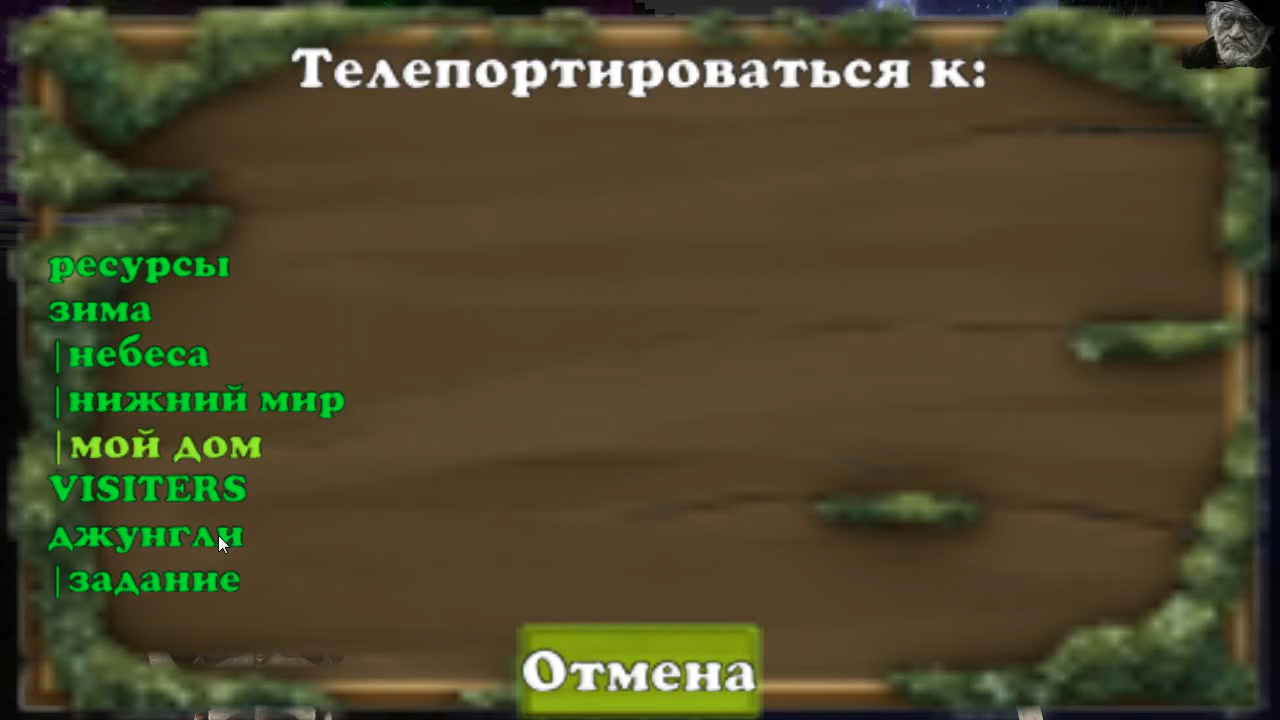 Телепортироваться к:
ресурсы
зима
|небеса
|нижний мир
|мой дом
VISITERS
джунгли
|задание
Отмена